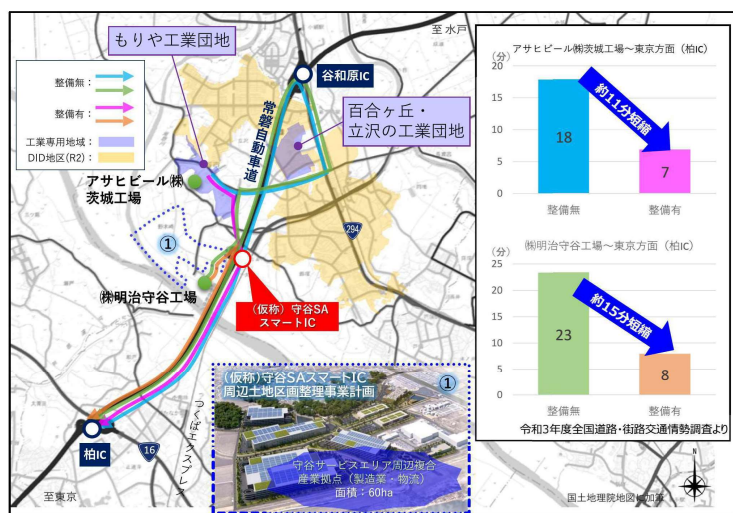 至 水戸
もりや工業団地
谷和原IC
整備無：
整備有：
工業専用地域
DID地区(R2)
常磐自動車道
百合ヶ丘・
立沢の工業団地
アサヒビール㈱
茨城工場
①
294
㈱明治守谷工場
（仮称）守谷SA
スマートIC
（仮称）守谷SAスマートIC
周辺土地区画整理事業計画
①
守谷サービスエリア周辺複合
産業拠点（製造業・物流）
面積：60ha
つくばエクスプレス
柏IC
16
至東京
アサヒビール㈱茨城工場～東京方面（柏IC）
(分)
20
15
10
5
0
18
7
約11分短縮
整備無
整備有
㈱明治守谷工場～東京方面（柏IC）
(分)
25
20
15
10
5
0
23
8
約15分短縮
整備無
整備有
令和3年度全国道路・街路交通情勢調査より
N
国土地理院地図に加筆